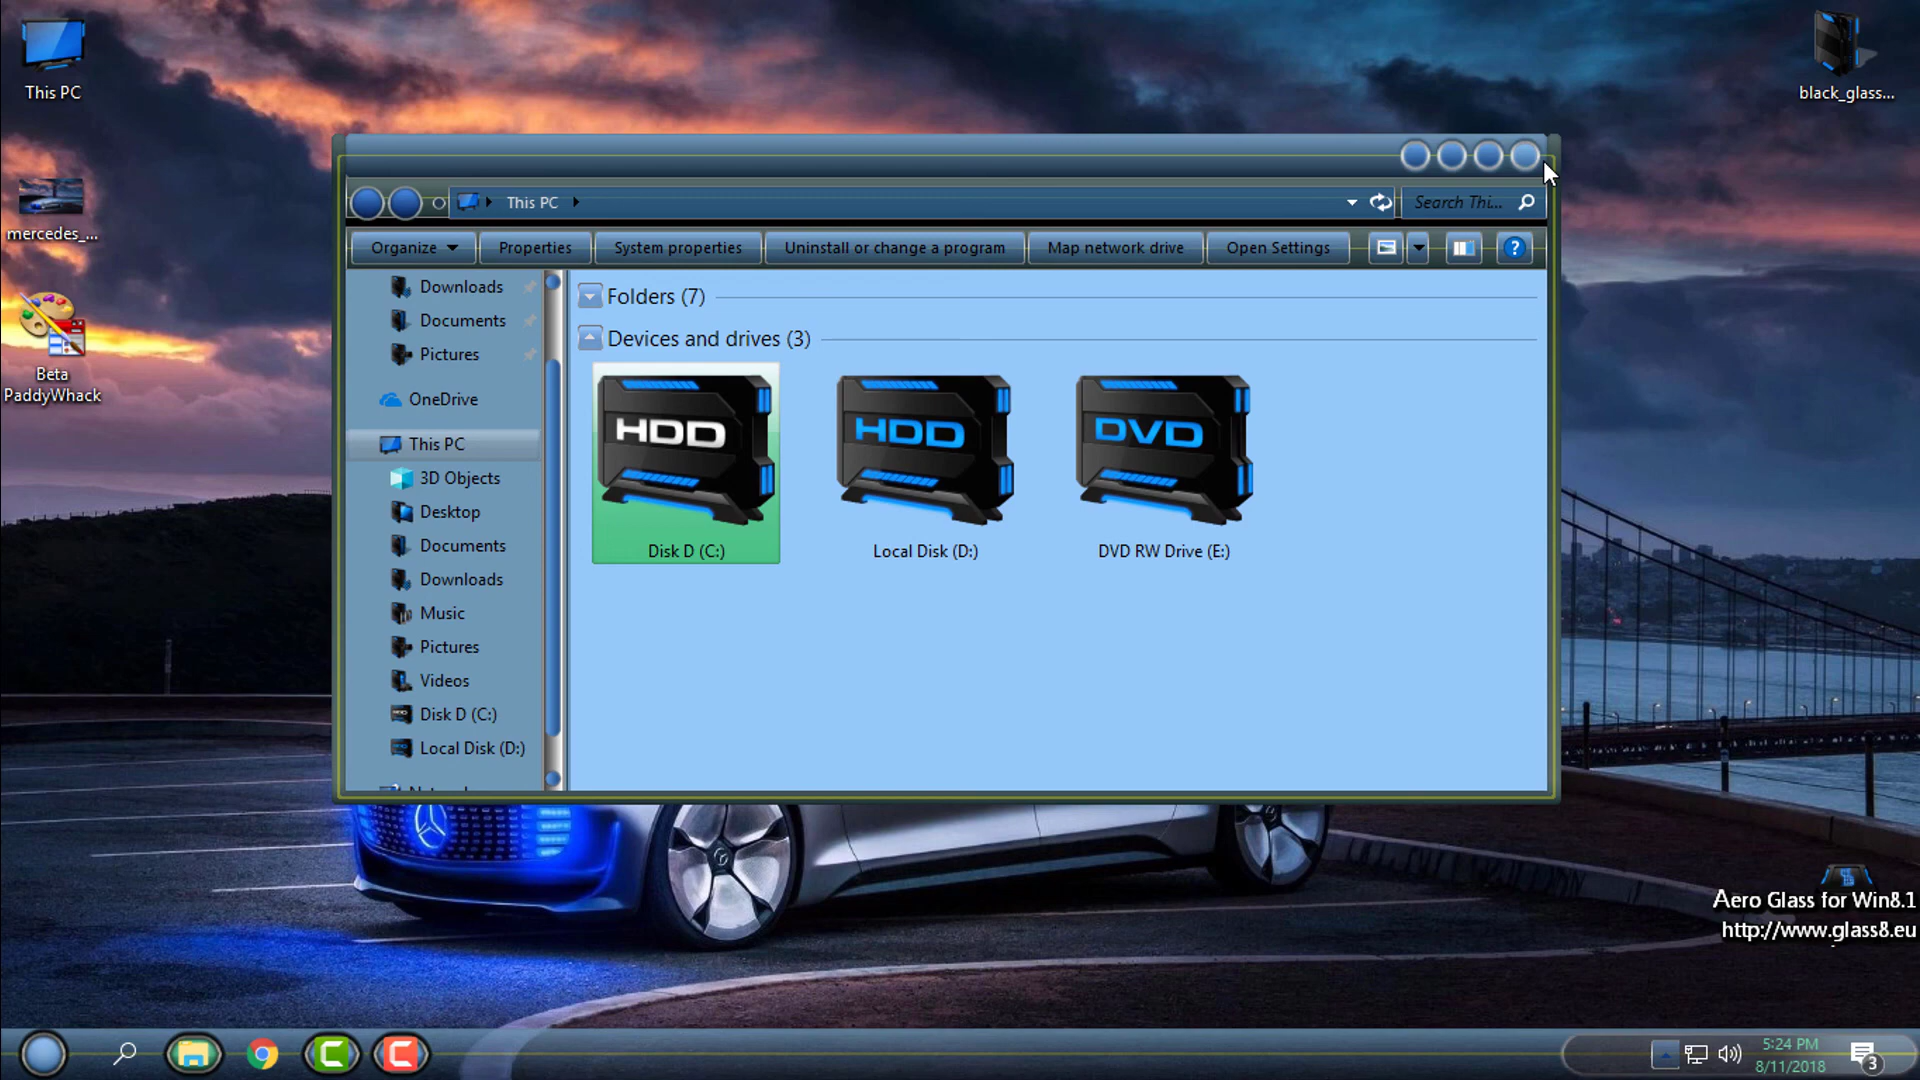 This PC
black_glass...
mercedes_...
Beta
PaddyWhack
This PC
Search Thi...
Organize
Properties
System properties
Uninstall or change a program
Map network drive
Open Settings
?
Downloads
Documents
Pictures
OneDrive
This PC
3D Objects
Desktop
Documents
Downloads
Music
Pictures
Videos
Disk D (C:)
Local Disk (D:)
Folders (7)
Devices and drives (3)
HDD
HDD
DVD
Disk D (C:)
Local Disk (D:)
DVD RW Drive (E:)
Aero Glass for Win8.1
http://www.glass8.eu
5:24 PM
8/11/2018
3